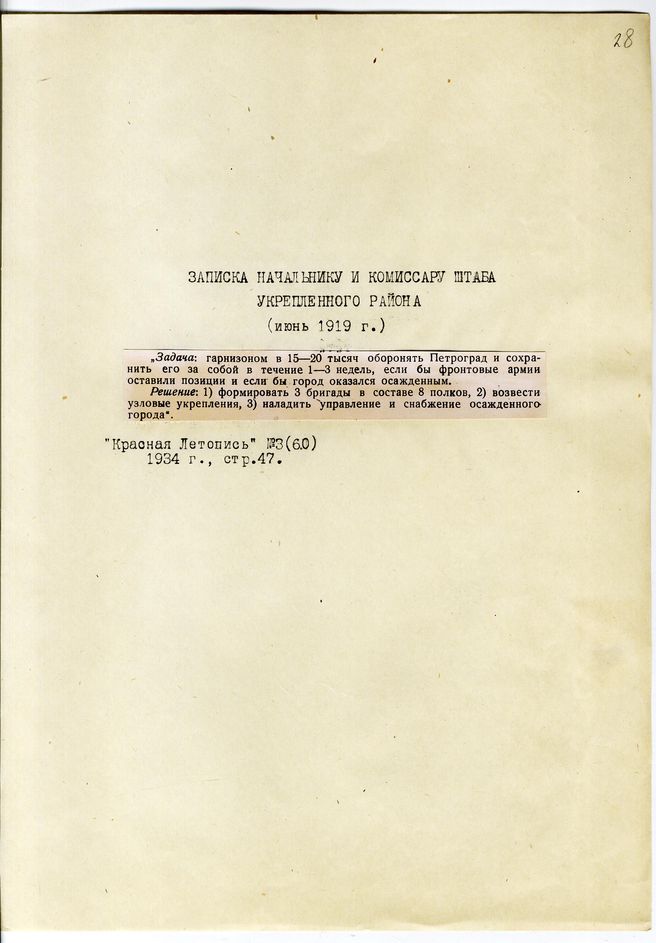 28
ЗАПИСКА НАЧАЛЬНИКУ И КОМИССАРУ ШТАБА
УКРЕПЛЕННОГО РАЙОНА
(июнь 1919 г.)
„Задача: гарнизоном в 15—20 тысяч оборонять Петроград и сохра-
нить его за собой в течение 1—3 недель, если бы фронтовые армии
оставили позиции и если бы город оказался осажденным.
Решение: 1) формировать 3 бригады в составе 8 полков, 2) возвести
узловые укрепления, 3) наладить управление и снабжение осажденного
города“.
"Красная Летопись" №3(60)
1934 г., стр.47.